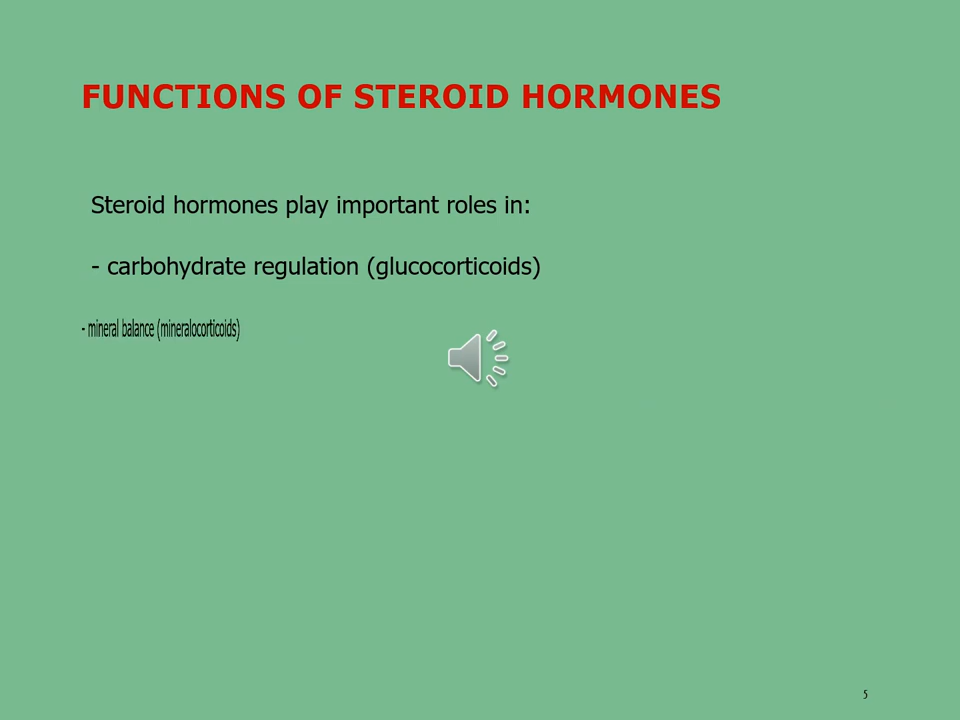 FUNCTIONS OF STEROID HORMONES
Steroid hormones play important roles in:
- carbohydrate regulation (glucocorticoids)
- mineral balance (mineralocorticoids)
5